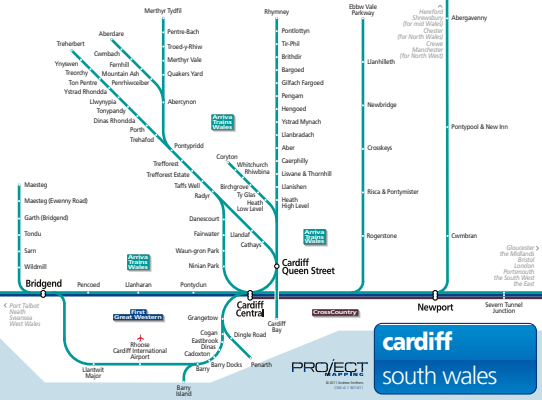 Merthyr Tydfil
Pentre-Bach
Troed-y-Rhiw
Merthyr Vale
Quakers Yard
Abercynon
Aberdare
Cwmbach
Fernhill
Mountain Ash
Penrhiwceiber
Treherbert
Ynyswen
Treorchy
Ton Pentre
Ystrad Rhondda
Llwynypia
Tonypandy
Dinas Rhondda
Porth
Trehafod
Pontypridd
Trefforest
Trefforest Estate
Taffs Well
Radyr
Danescourt
Fairwater
Waun-gron Park
Ninian Park
Llandaf
Cathays
Coryton
Whitchurch
Rhiwbina
Birchgrove
Ty Glas
Heath
Low Level
Rhymney
Pontlottyn
Tir-Phil
Brithdir
Bargoed
Gilfach Fargoed
Pengam
Hengoed
Ystrad Mynach
Llanbradach
Aber
Caerphilly
Lisvane & Thornhill
Llanishen
Heath
High Level
Cardiff
Queen Street
Ebbw Vale
Parkway
Llanhilleth
Newbridge
Crosskeys
Risca & Pontymister
Rogerstone
Hereford
Shrewsbury
(for mid Wales)
Chester
(for North Wales)
Crewe
Manchester
(for North West)
Abergavenny
Pontypool & New Inn
Cwmbran
Gloucester
the Midlands
Bristol
London
Portsmouth
the South West
the East
Severn Tunnel
Junction
Newport
Arriva
Trains
Wales
Arriva
Trains
Wales
Arriva
Trains
Wales
Maesteg
Maesteg (Ewenny Road)
Garth (Bridgend)
Tondu
Sarn
Wildmill
Bridgend
Pencoed
Llanharan
Pontyclun
Port Talbot
Neath
Swansea
West Wales
First
Great Western
CrossCountry
Cardiff
Central
Cardiff
Bay
Grangetown
Cogan
Eastbrook
Dinas
Cadoxton
Barry
Barry Docks
Barry
Island
Dingle Road
Penarth
Rhoose
Cardiff International
Airport
Llantwit
Major
PROJECT
MAPPING
cardiff
south wales